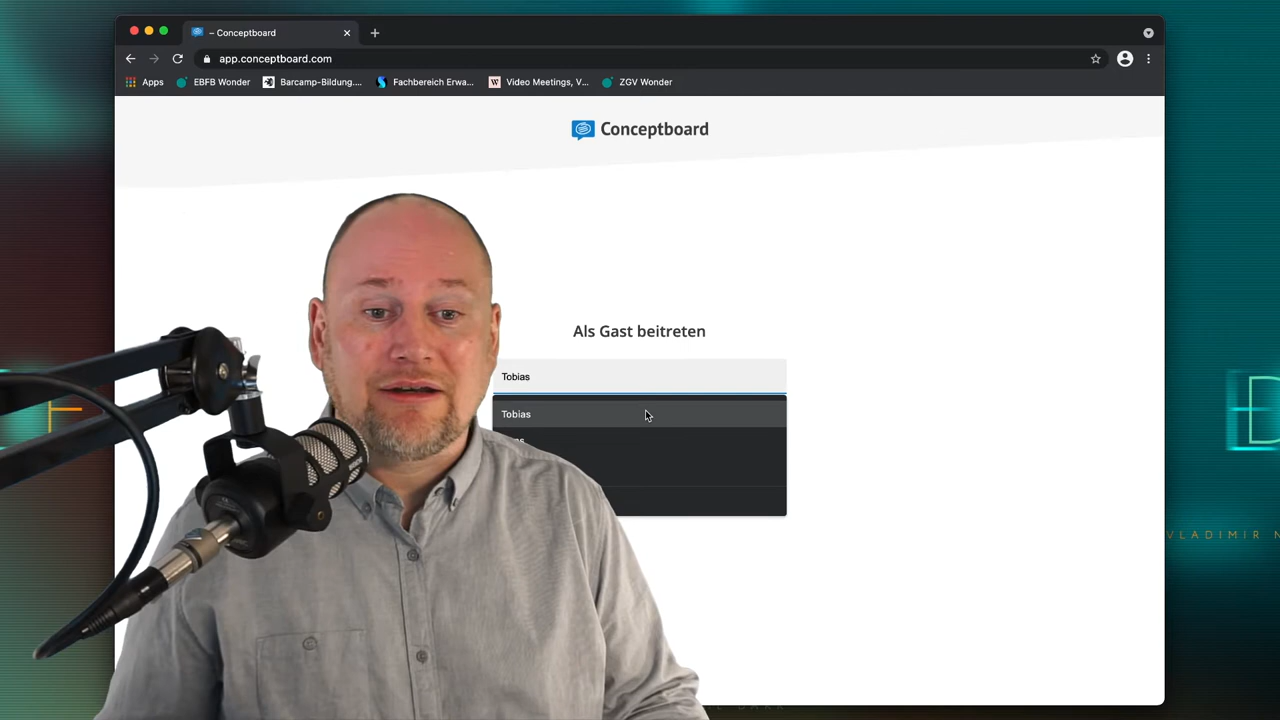 – Conceptboard
app.conceptboard.com
Apps EBFB Wonder Barcamp-Bildung.... Fachbereich Erwa... Video Meetings, V... ZGV Wonder
Conceptboard
Als Gast beitreten
Tobias
Tobias
VLADIMIR N